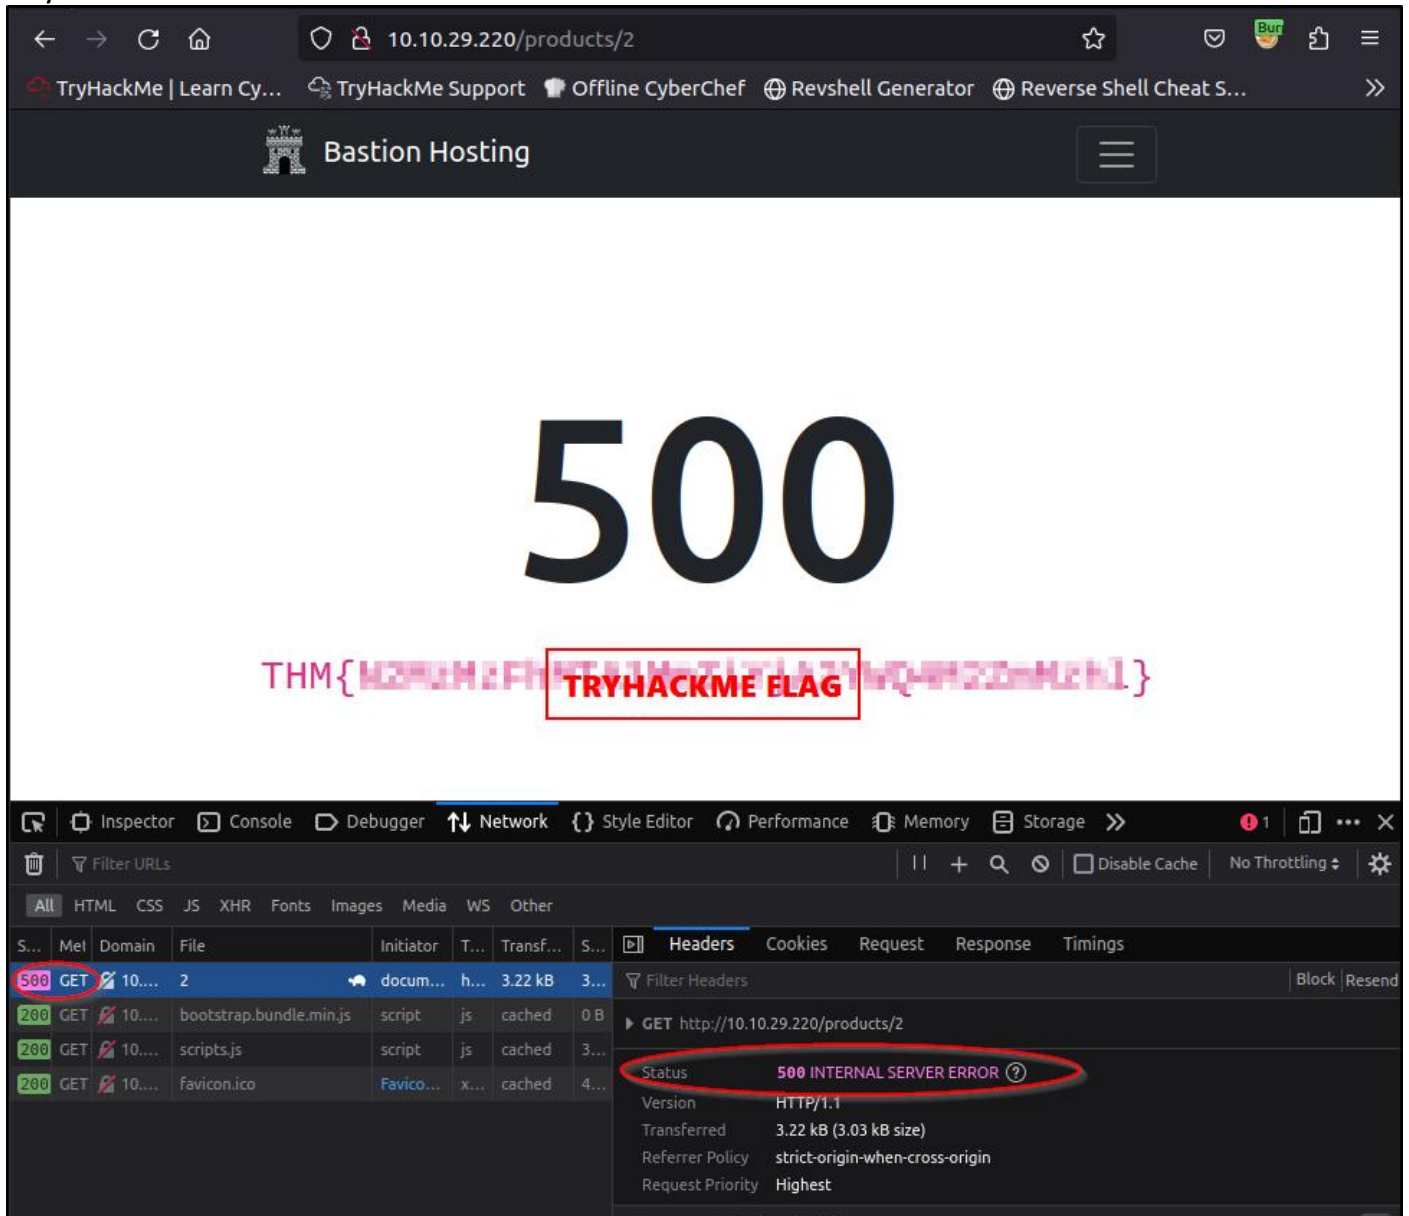 10.10.29.220/products/2
Bur
TryHackMe | Learn Cy... TryHackMe Support Offline CyberChef Revshell Generator Reverse Shell Cheat S...
Bastion Hosting
500
THM{ }
TRYHACKME FLAG
Inspector Console Debugger Network Style Editor Performance Memory Storage 1
Filter URLs Disable Cache No Throttling
All HTML CSS JS XHR Fonts Images Media WS Other
S... Met Domain File Initiator T... Transf... S...
500 GET 10.... 2 docum... h... 3.22 kB 3...
200 GET 10.... bootstrap.bundle.min.js script js cached 0 B
200 GET 10.... scripts.js script js cached 3...
200 GET 10.... favicon.ico Favico... x... cached 4...
Headers Cookies Request Response Timings
Filter Headers Block Resend
GET http://10.10.29.220/products/2
Status 500 INTERNAL SERVER ERROR
Version HTTP/1.1
Transferred 3.22 kB (3.03 kB size)
Referrer Policy strict-origin-when-cross-origin
Request Priority Highest